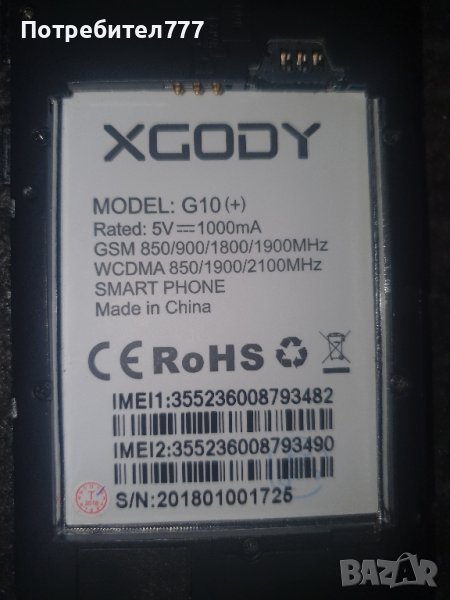 Потребител777
XGODY
MODEL: G10 (+)
Rated: 5V⎓1000mA
GSM 850/900/1800/1900MHz
WCDMA 850/1900/2100MHz
SMART PHONE
Made in China
CE RoHS
IMEI1:355236008793482
IMEI2:355236008793490
S/N:201801001725
BAZAR